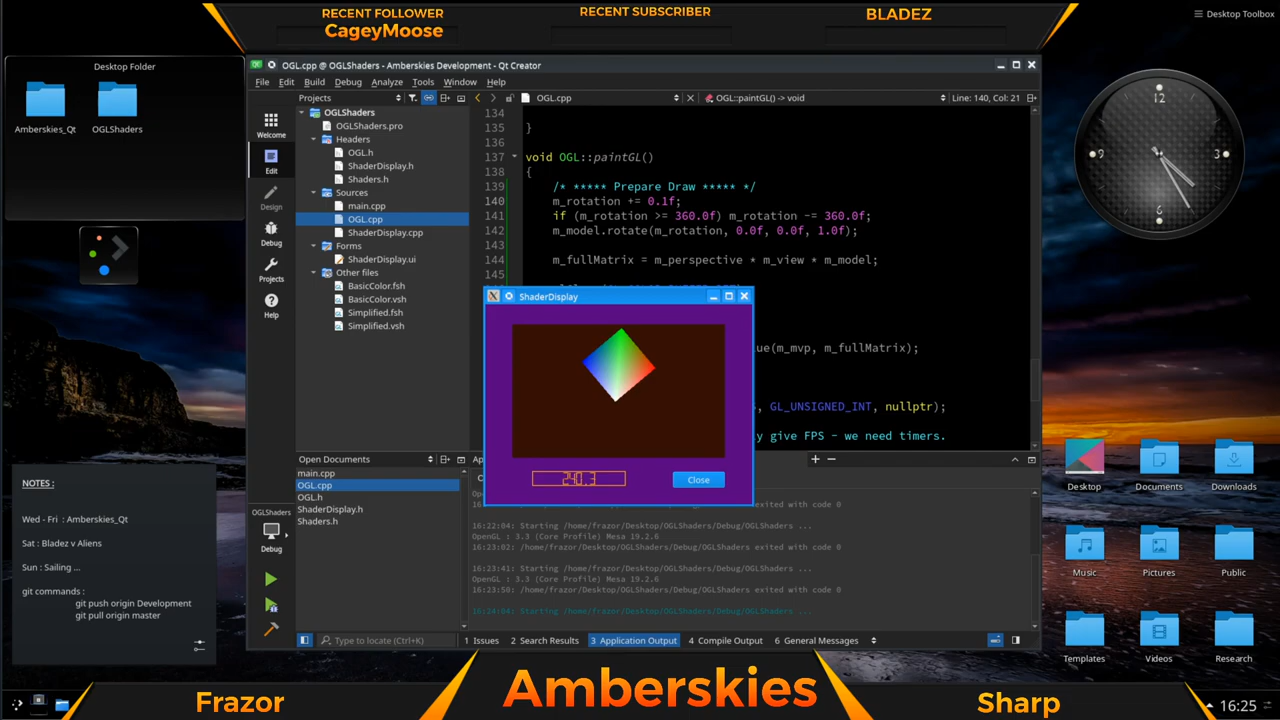 RECENT FOLLOWER
CageyMoose
RECENT SUBSCRIBER
BLADEZ
Desktop Toolbox
Desktop Folder
Amberskies_Qt
OGLShaders
OGL.cpp @ OGLShaders - Amberskies Development - Qt Creator
File Edit Build Debug Analyze Tools Window Help
Projects
OGL.cpp
OGL::paintGL() -> void
Line: 140, Col: 21
Welcome
Edit
Design
Debug
Projects
Help
OGLShaders
OGLShaders.pro
Headers
OGL.h
ShaderDisplay.h
Shaders.h
Sources
main.cpp
OGL.cpp
ShaderDisplay.cpp
Forms
ShaderDisplay.ui
Other files
BasicColor.fsh
BasicColor.vsh
Simplified.fsh
Simplified.vsh
134
135 }
136
137 void OGL::paintGL()
138 {
139 /* ***** Prepare Draw ***** */
140 m_rotation += 0.1f;
141 if (m_rotation >= 360.0f) m_rotation -= 360.0f;
142 m_model.rotate(m_rotation, 0.0f, 0.0f, 1.0f);
143
144 m_fullMatrix = m_perspective * m_view * m_model;
145
ue(m_mvp, m_fullMatrix);
, GL_UNSIGNED_INT, nullptr);
y give FPS - we need timers.
ShaderDisplay
240.3
Close
Open Documents
main.cpp
OGL.cpp
OGL.h
ShaderDisplay.h
Shaders.h
OGLShaders
Debug
16:22:04: Starting /home/frazor/Desktop/OGLShaders/Debug/OGLShaders ...
OpenGL : 3.3 (Core Profile) Mesa 19.2.6
16:23:02: /home/frazor/Desktop/OGLShaders/Debug/OGLShaders exited with code 0
16:23:41: Starting /home/frazor/Desktop/OGLShaders/Debug/OGLShaders ...
OpenGL : 3.3 (Core Profile) Mesa 19.2.6
16:23:50: /home/frazor/Desktop/OGLShaders/Debug/OGLShaders exited with code 0
16:24:04: Starting /home/frazor/Desktop/OGLShaders/Debug/OGLShaders ...
Type to locate (Ctrl+K)
1 Issues 2 Search Results 3 Application Output 4 Compile Output 6 General Messages
NOTES :
Wed - Fri : Amberskies_Qt
Sat : Bladez v Aliens
Sun : Sailing ...
git commands :
git push origin Development
git pull origin master
12
3
6
9
Desktop
Documents
Downloads
Music
Pictures
Public
Templates
Videos
Research
Frazor
Amberskies
Sharp
16:25